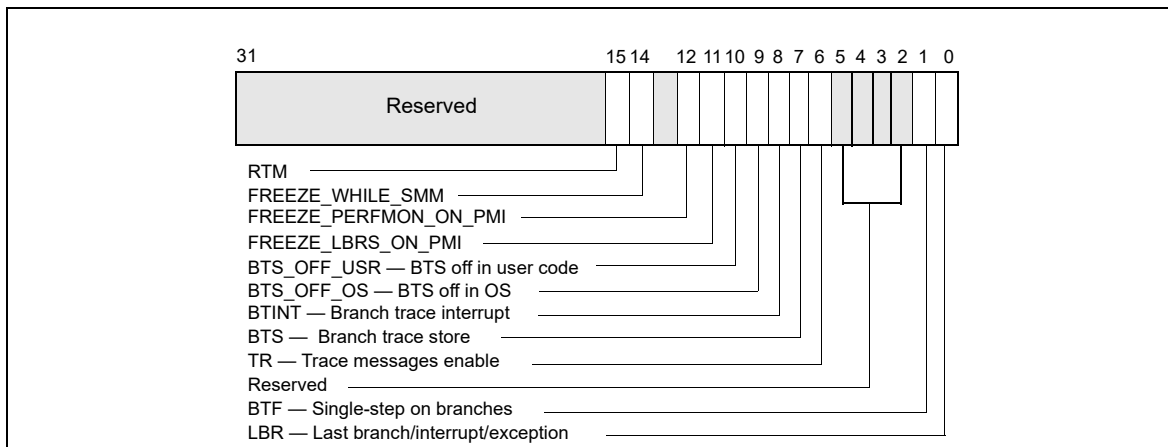 31 15 14 12 11 10 9 8 7 6 5 4 3 2 1 0
Reserved
RTM
FREEZE_WHILE_SMM
FREEZE_PERFMON_ON_PMI
FREEZE_LBRS_ON_PMI
BTS_OFF_USR — BTS off in user code
BTS_OFF_OS — BTS off in OS
BTINT — Branch trace interrupt
BTS — Branch trace store
TR — Trace messages enable
Reserved
BTF — Single-step on branches
LBR — Last branch/interrupt/exception